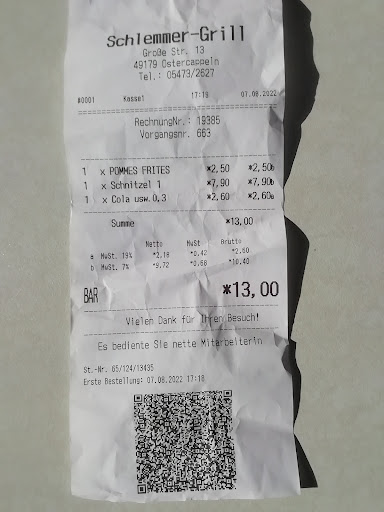 Schlemmer-Grill
Große Str. 13
49179 Ostercappeln
Tel.: 05473/2627
#0001 Kasse1 17:19 07.08.2022
RechnungNr.: 19385
Vorgangsnr. 663
1 x POMMES FRITES *2,50 *2,50b
1 x Schnitzel 1 *7,90 *7,90b
1 x Cola usw.0,3 *2,60 *2,60a
Summe *13,00
Netto MwSt Brutto
a MwSt. 19% *2.18 *0.42 *2.60
b MwSt. 7% *9.72 *0.68 *10.40
BAR *13,00
Vielen Dank für Ihren Besuch!
Es bediente Sie nette Mitarbeiterin
St.-Nr. 65/124/13435
Erste Bestellung: 07.08.2022 17:18